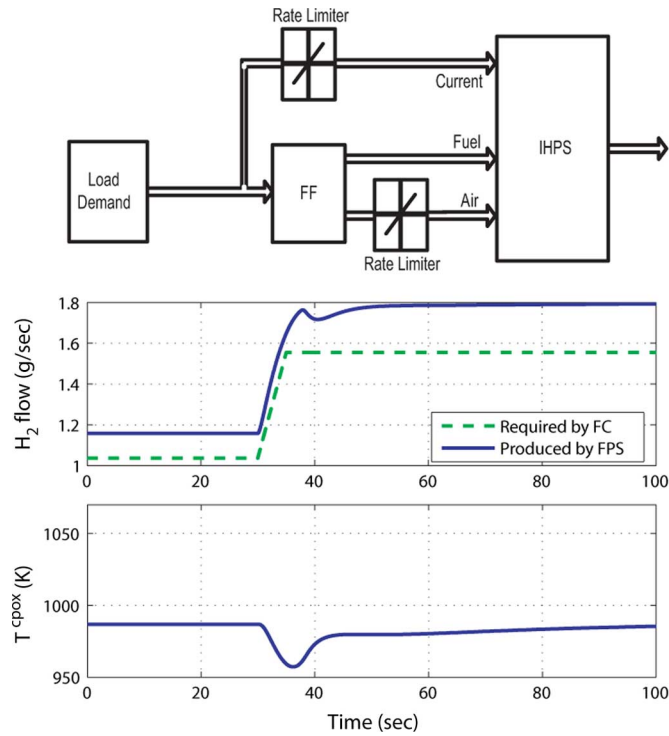 Rate Limiter
Current
Load
Demand
FF
Fuel
Air
IHPS
Rate Limiter
H2 flow (g/sec)
1.8
1.6
1.4
1.2
1
0 20 40 60 80 100
Required by FC
Produced by FPS
T^cpox (K)
1050
1000
950
0 20 40 60 80 100
Time (sec)